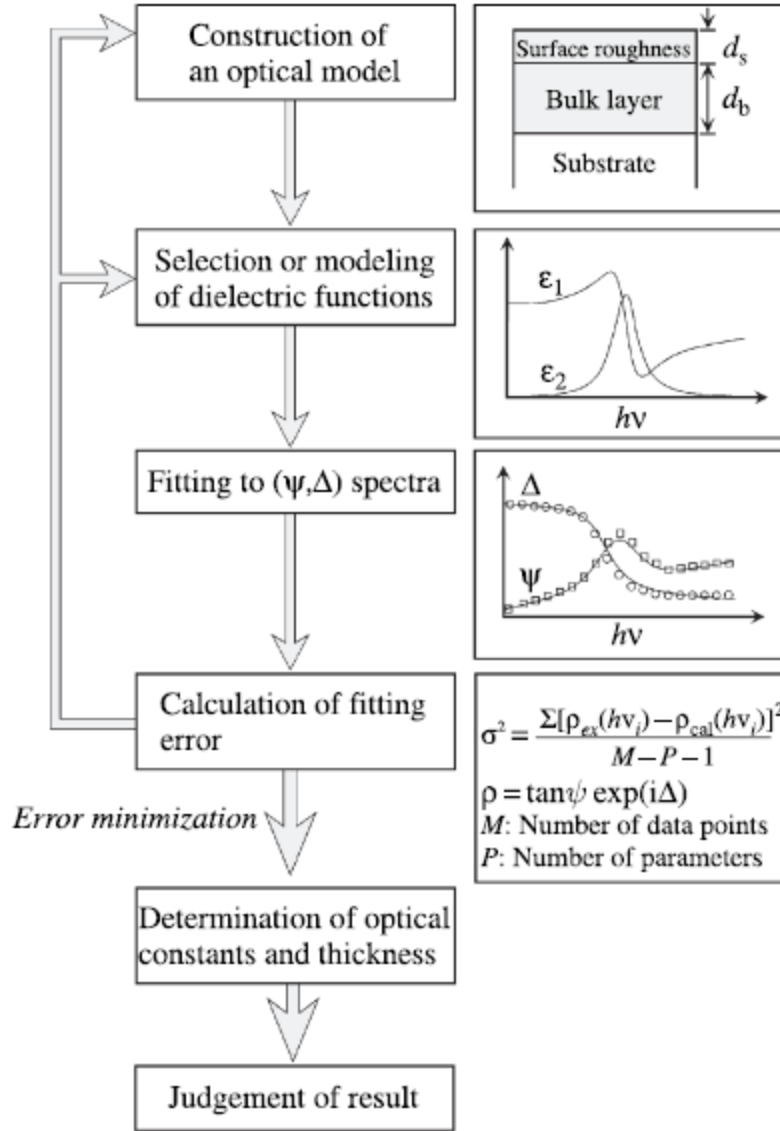 Construction of
an optical model
Surface roughness
d_s
Bulk layer
d_b
Substrate
Selection or modeling
of dielectric functions
ε₁
ε₂
hν
Fitting to (ψ,Δ) spectra
Δ
ψ
hν
Calculation of fitting
error
σ² = Σ[ρ_ex(hν_i)−ρ_cal(hν_i)]² / M−P−1
ρ = tanψ exp(iΔ)
M: Number of data points
P: Number of parameters
Error minimization
Determination of optical
constants and thickness
Judgement of result